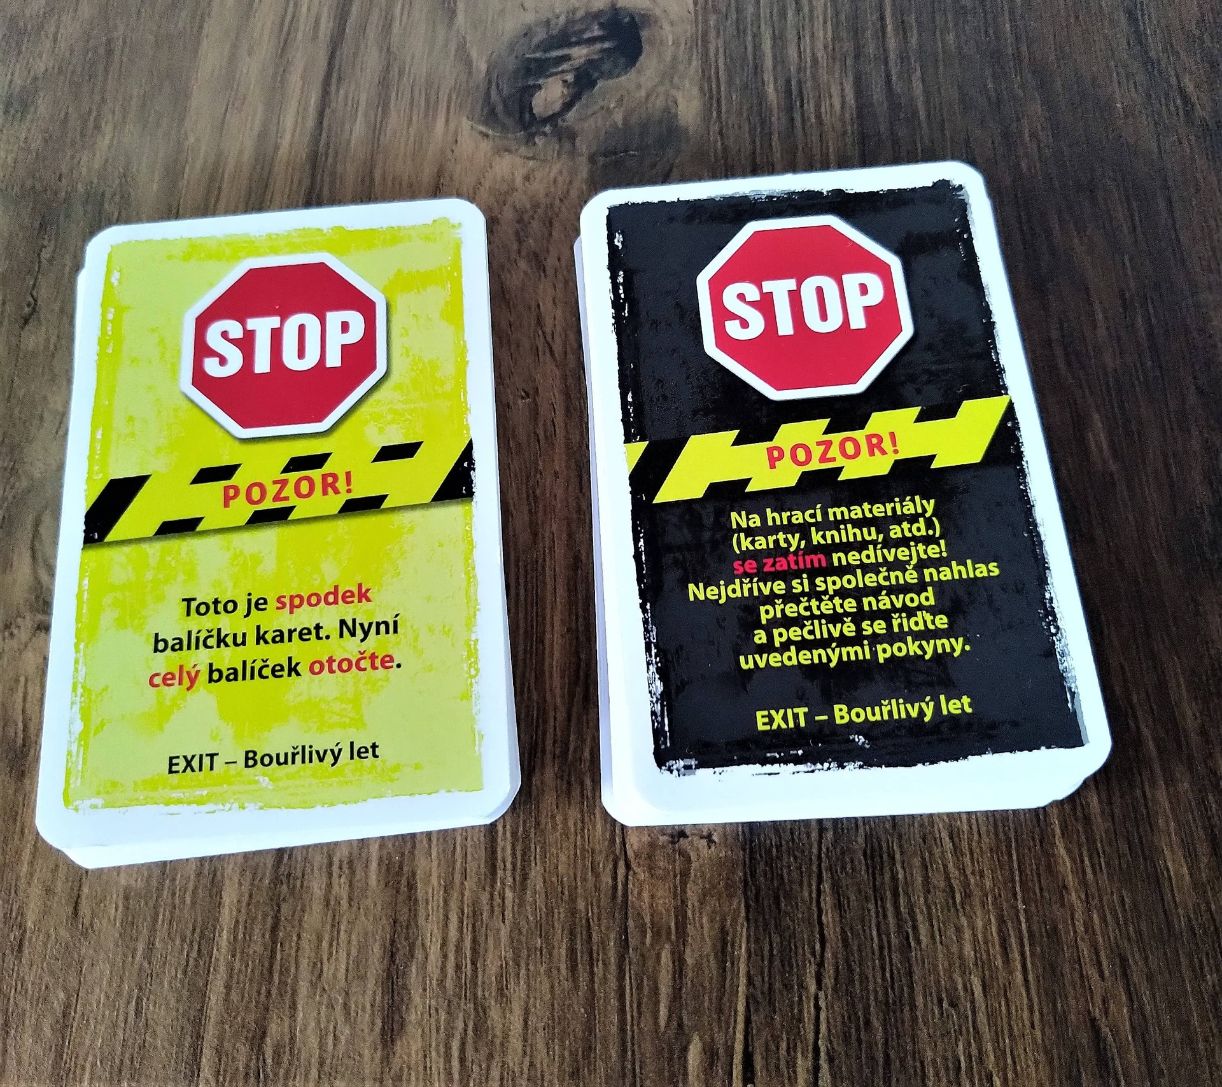 STOP
POZOR!
Toto je spodek
balíčku karet. Nyní
celý balíček otočte.
EXIT – Bouřlivý let
STOP
POZOR!
Na hrací materiály
(karty, knihu, atd.)
se zatím nedívejte!
Nejdříve si společně nahlas
přečtěte návod
a pečlivě se řiďte
uvedenými pokyny.
EXIT – Bouřlivý let